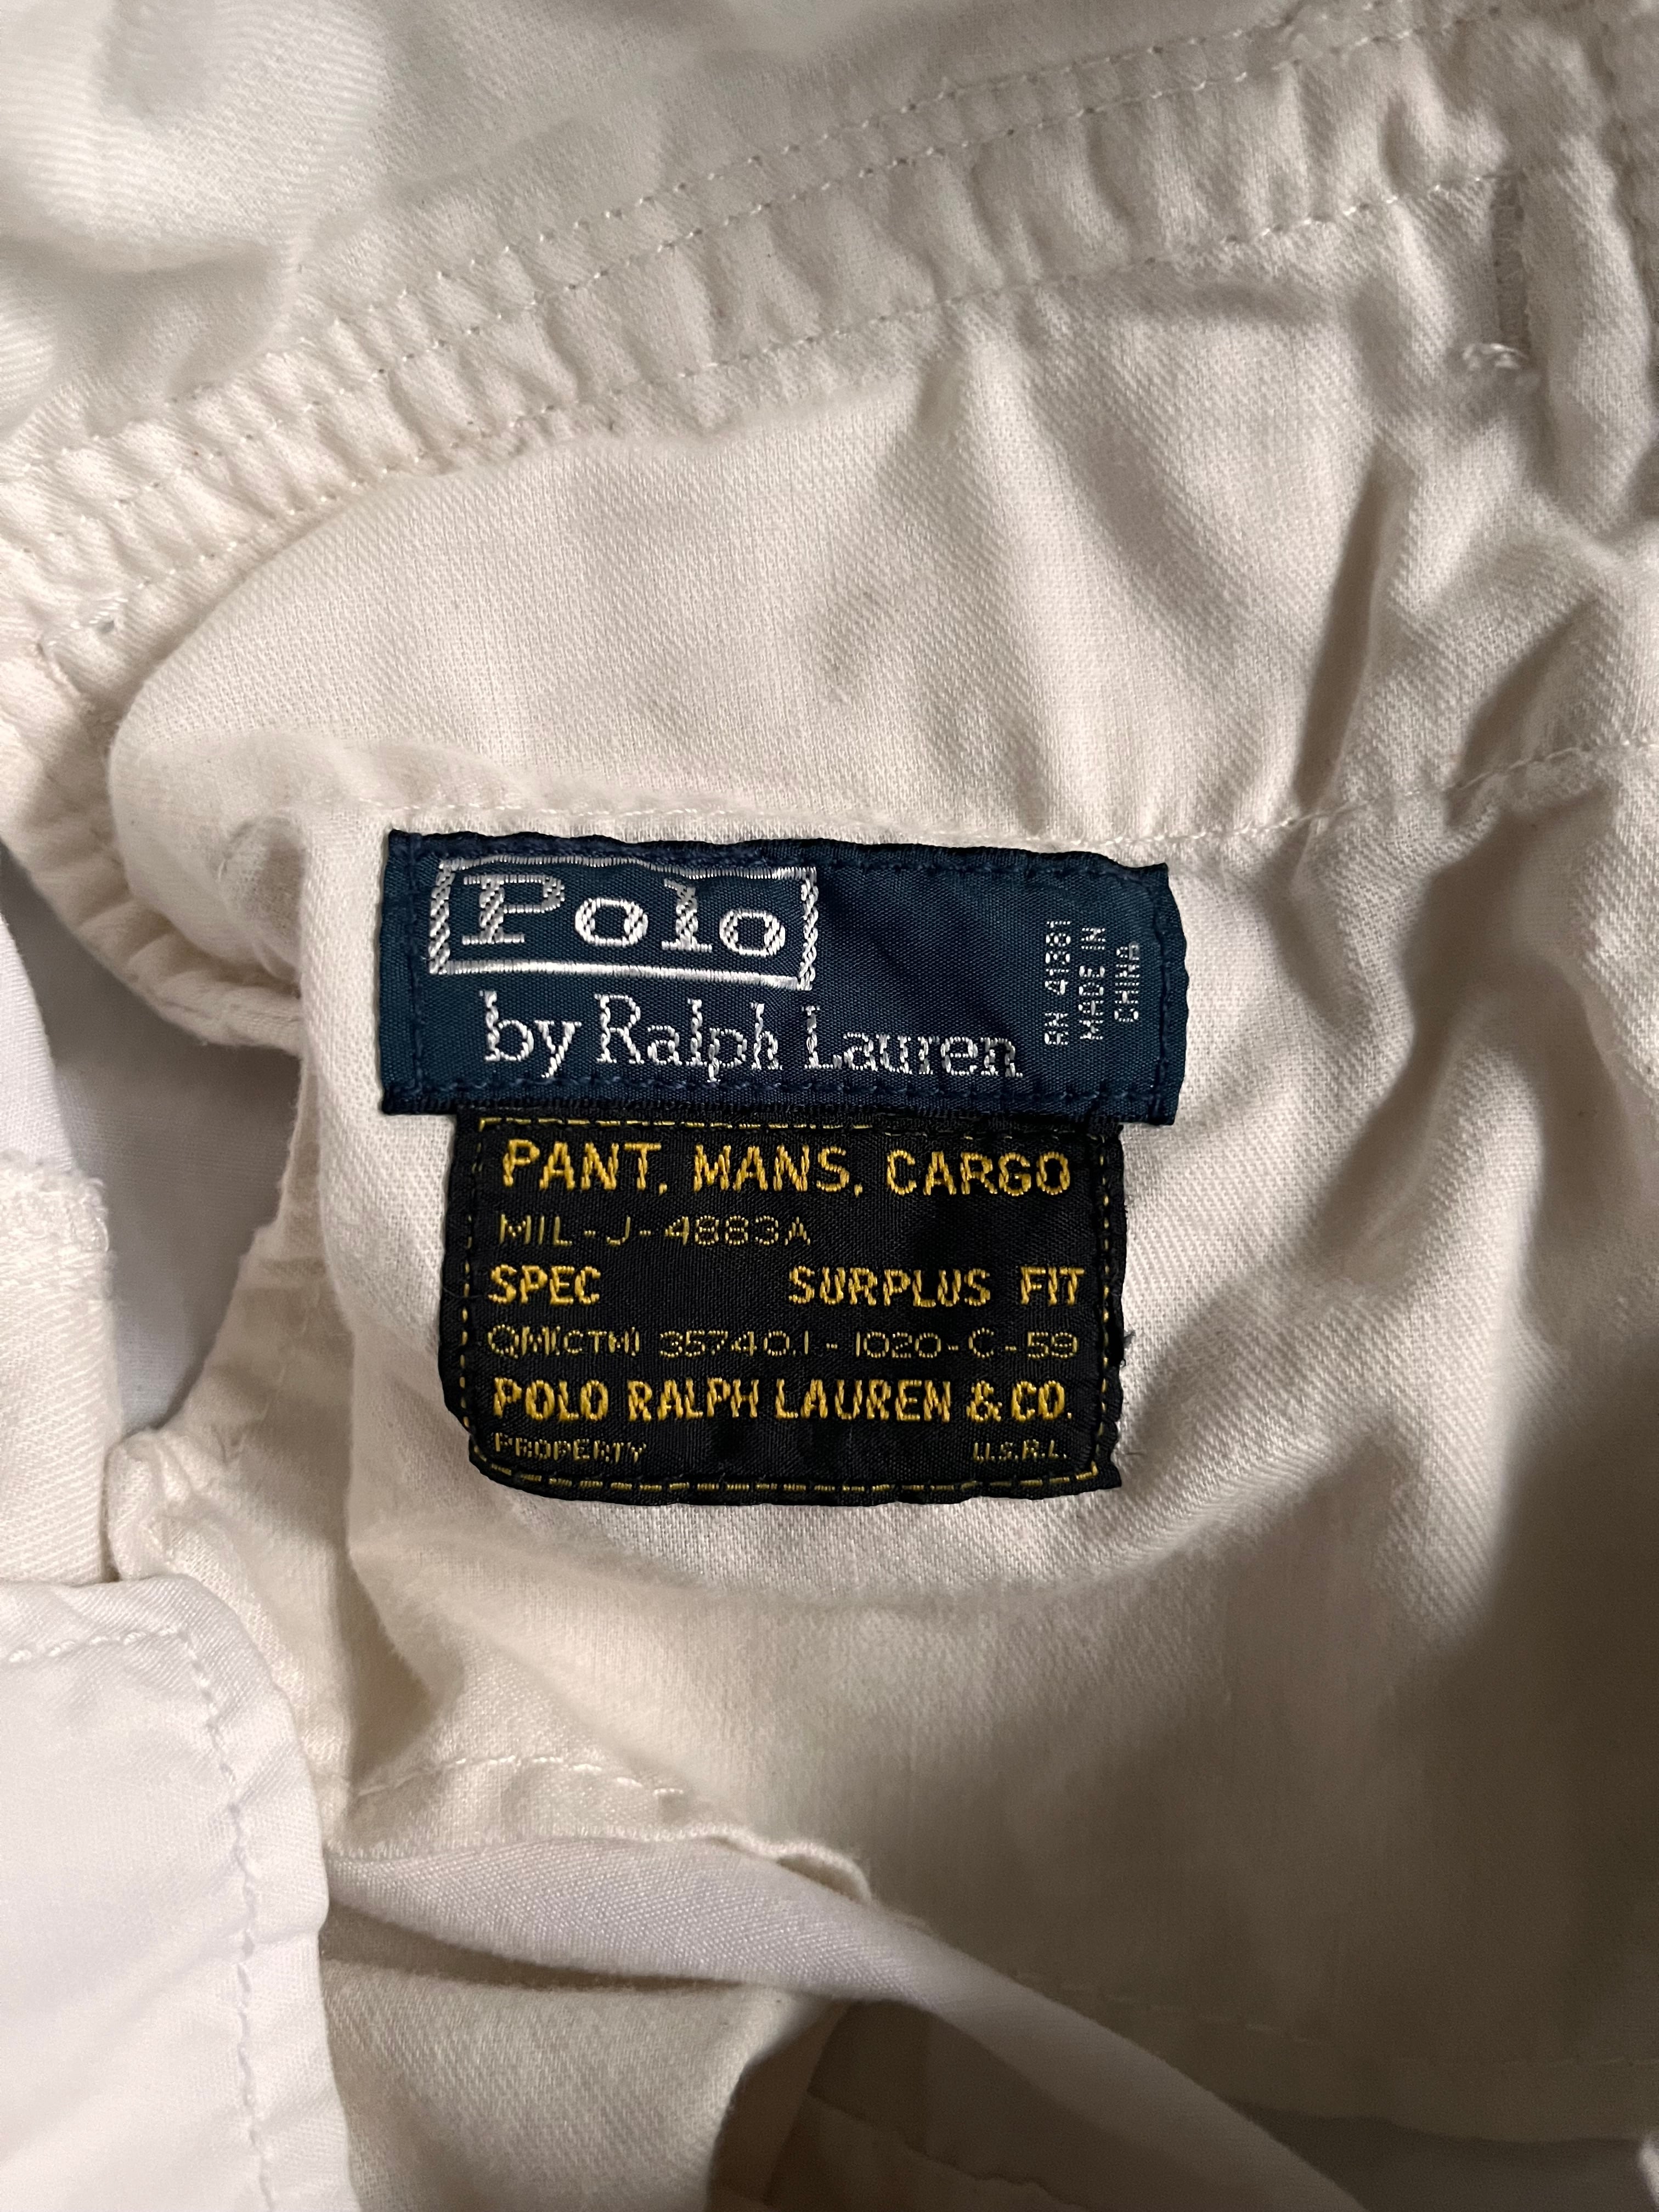 Polo
by Ralph Lauren
RN 41381
MADE IN
CHINA
PANT, MANS, CARGO
MIL-J-4883A
SPEC SURPLUS FIT
QM(CTM) 35740.1-1020-C-59
POLO RALPH LAUREN & CO.
PROPERTY U.S.R.L.